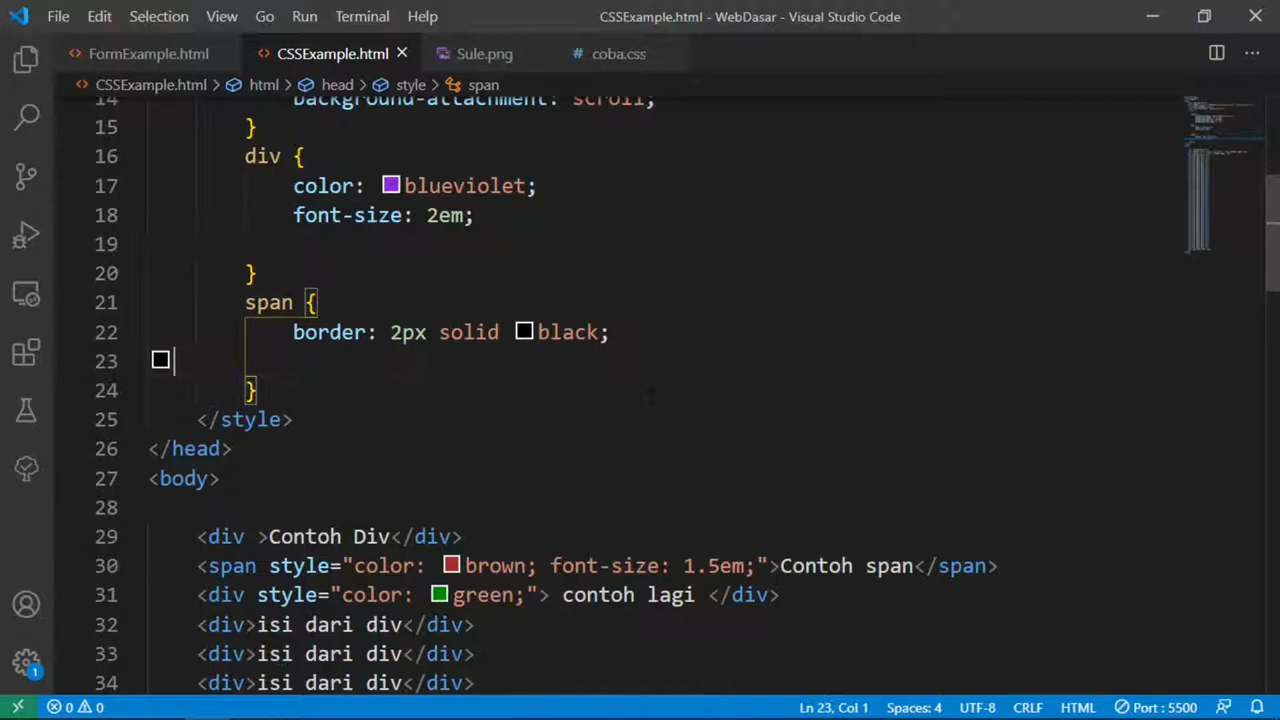 File Edit Selection View Go Run Terminal Help CSSExample.html - WebDasar - Visual Studio Code
FormExample.html CSSExample.html Sule.png coba.css
CSSExample.html > html > head > style > span
14 background-attachment: scroll;
15 }
16 div {
17 color: blueviolet;
18 font-size: 2em;
19
20 }
21 span {
22 border: 2px solid black;
23
24 }
25 </style>
26 </head>
27 <body>
28
29 <div >Contoh Div</div>
30 <span style="color: brown; font-size: 1.5em;">Contoh span</span>
31 <div style="color: green;"> contoh lagi </div>
32 <div>isi dari div</div>
33 <div>isi dari div</div>
34 <div>isi dari div</div>
1
0 0 Ln 23, Col 1 Spaces: 4 UTF-8 CRLF HTML Port : 5500